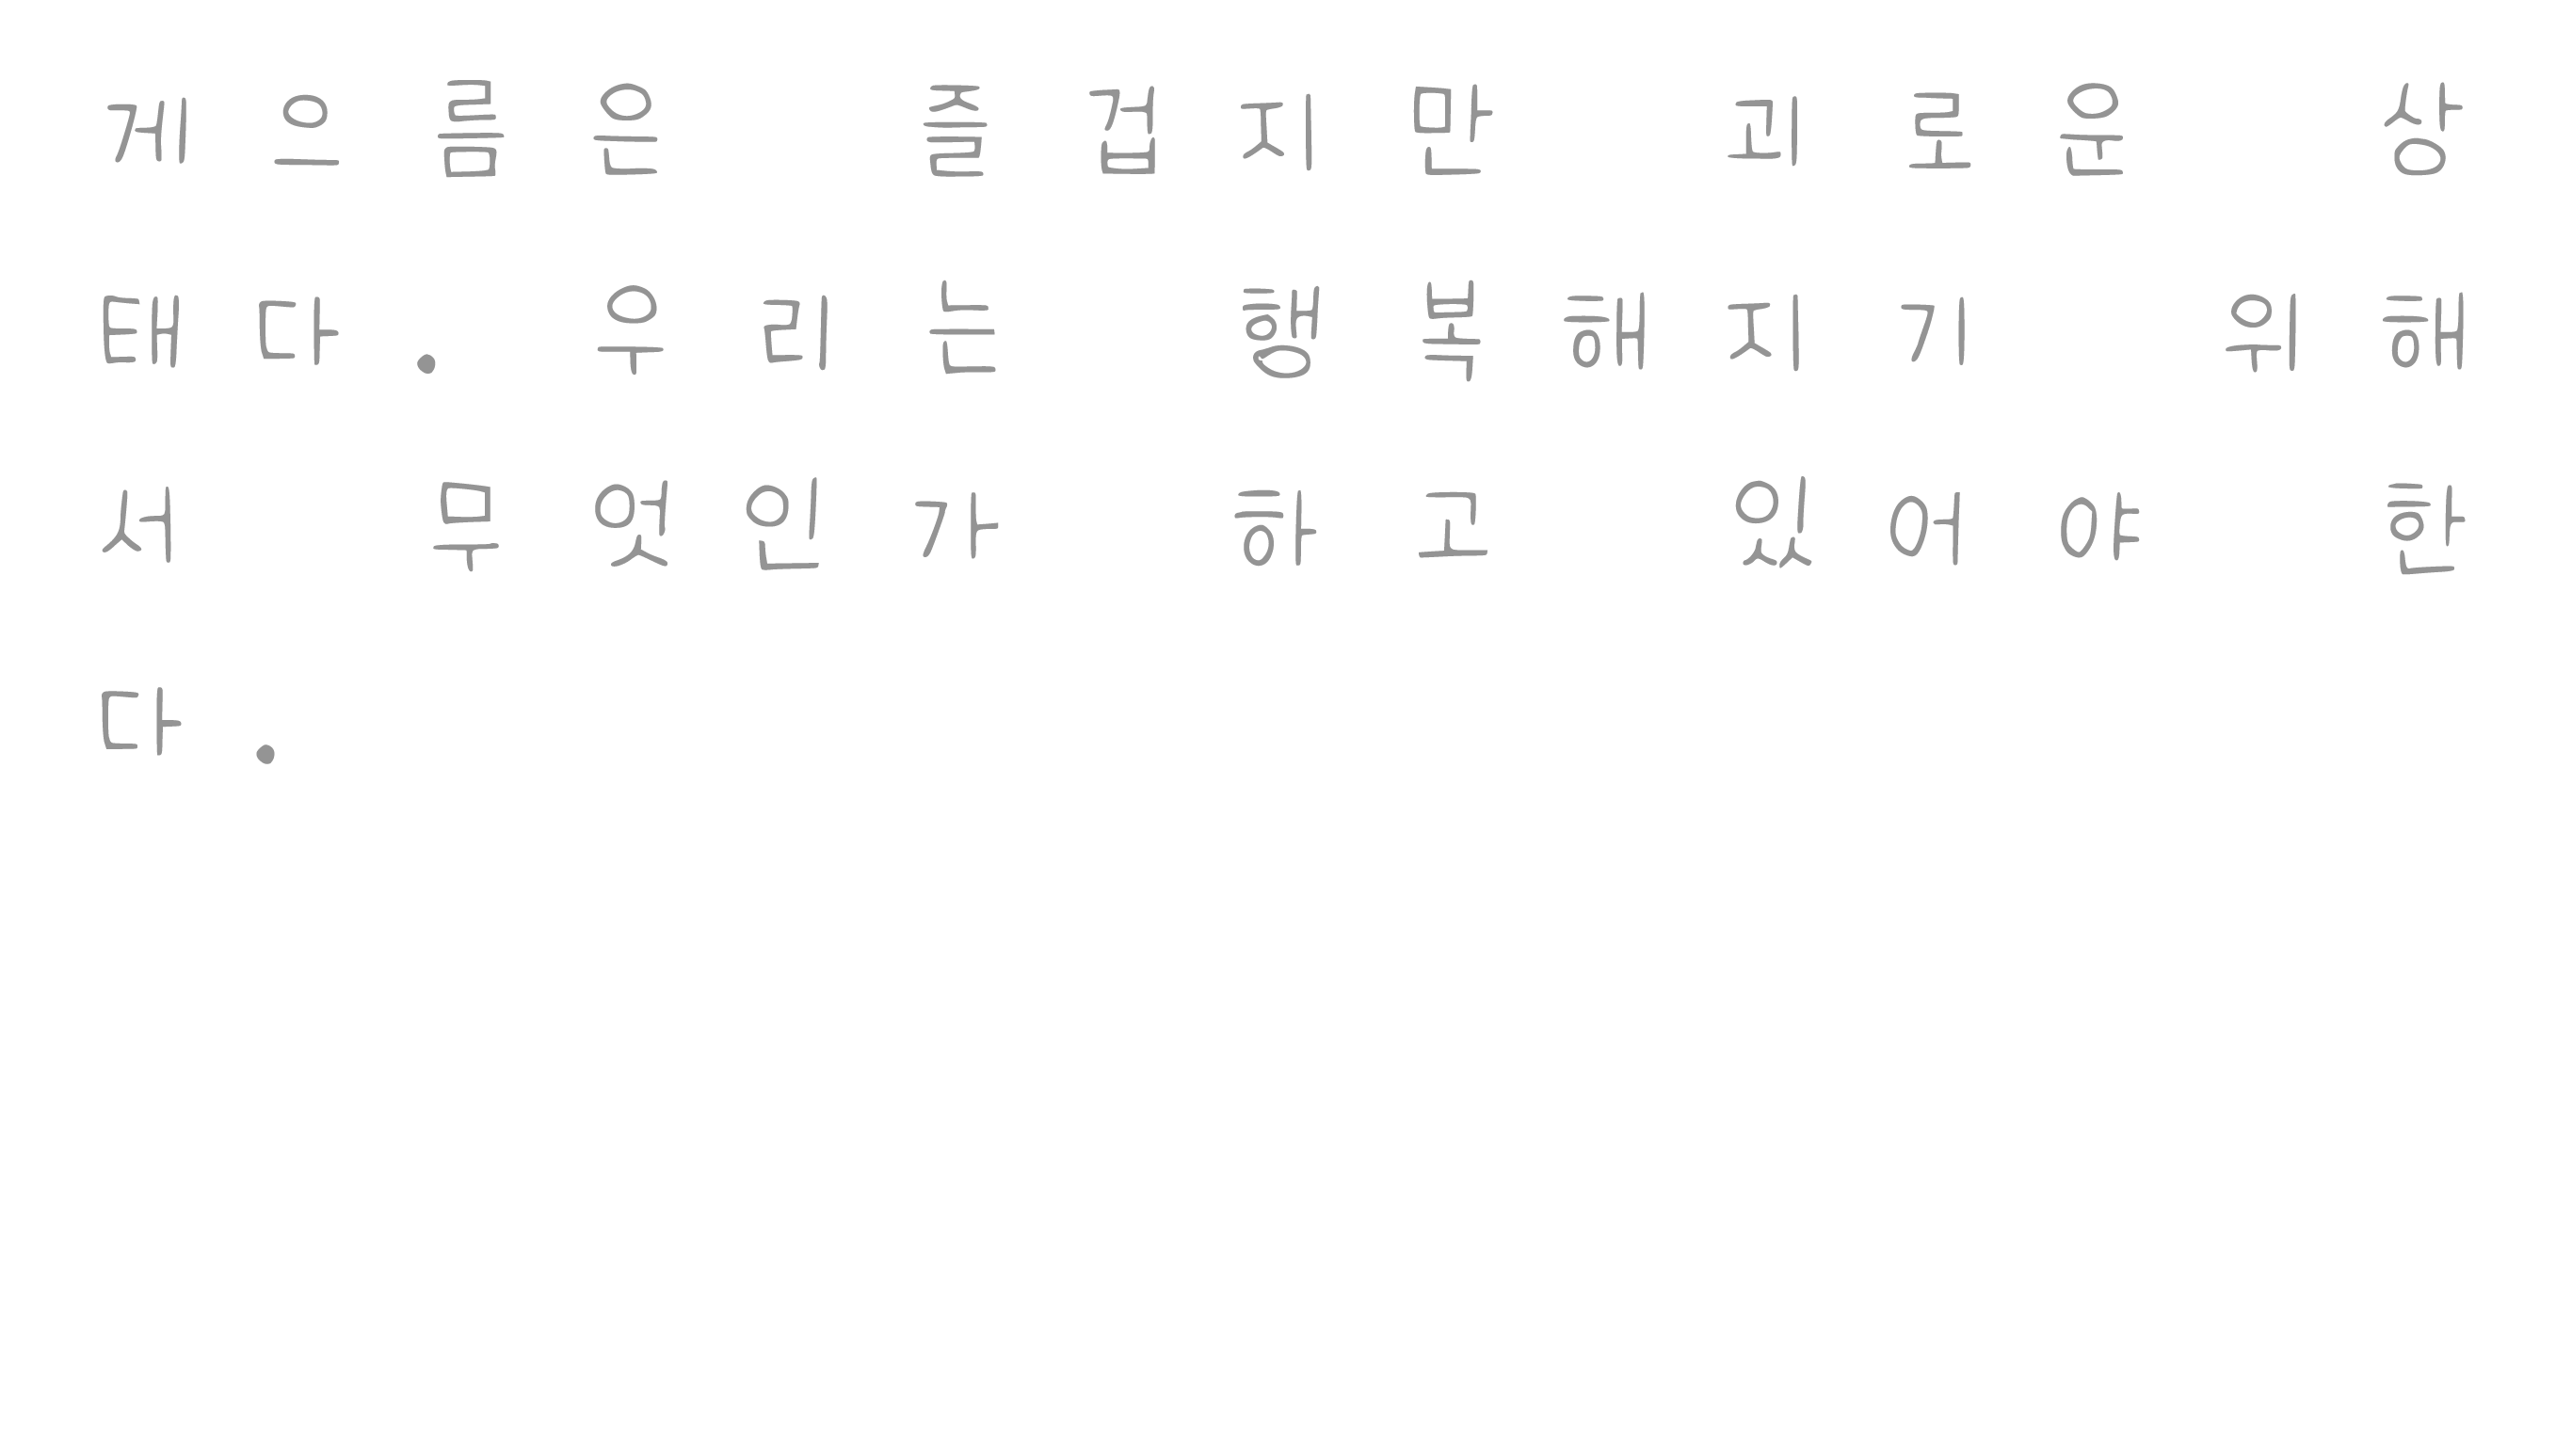 게으름은 즐겁지만 괴로운 상
태다. 우리는 행복해지기 위해
서 무엇인가 하고 있어야 한
다.